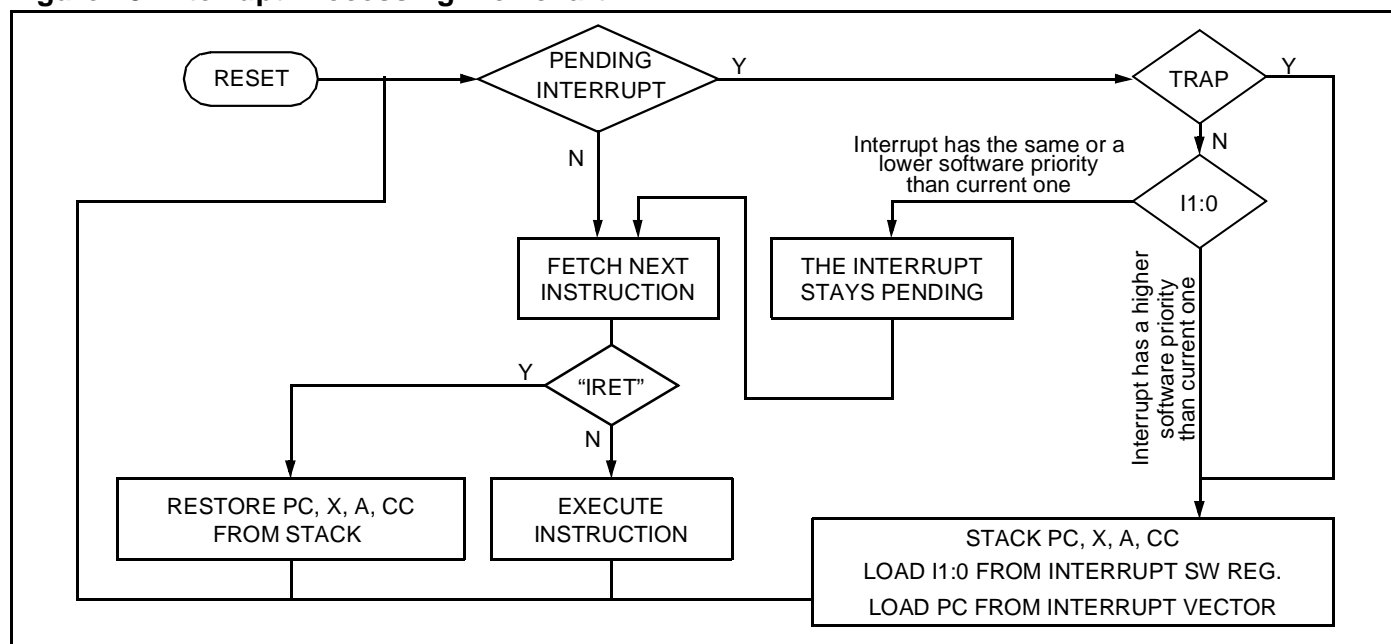 RESET
PENDING
INTERRUPT
Y
TRAP
Y
N
N
Interrupt has the same or a
lower software priority
than current one
I1:0
FETCH NEXT
INSTRUCTION
THE INTERRUPT
STAYS PENDING
Interrupt has a higher
software priority
than current one
Y
“IRET”
N
RESTORE PC, X, A, CC
FROM STACK
EXECUTE
INSTRUCTION
STACK PC, X, A, CC
LOAD I1:0 FROM INTERRUPT SW REG.
LOAD PC FROM INTERRUPT VECTOR